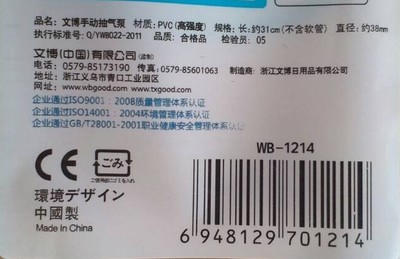 品名：文博手动抽气泵 材质：PVC(高强度) 规格：长：约31cm(不含软管) 直径：约38mm
执行标准号：Q/YWB022-2011 品质：合格品 检验员：05
文博(中国)有限公司(监制)
电话：0579-85173190 传真：0579-85601063 制造商：浙江文博日用品有限公司
地址：浙江义乌市青口工业园区
www.wbgood.com www.txgood.com
企业通过ISO9001：2008质量管理体系认证
企业通过ISO14001：2004环境管理体系认证
企业通过GB/T28001-2001职业健康安全管理体系认证
WB-1214
CE
ごみ
環境デザイン
中國製
Made in China
6 948129 701214